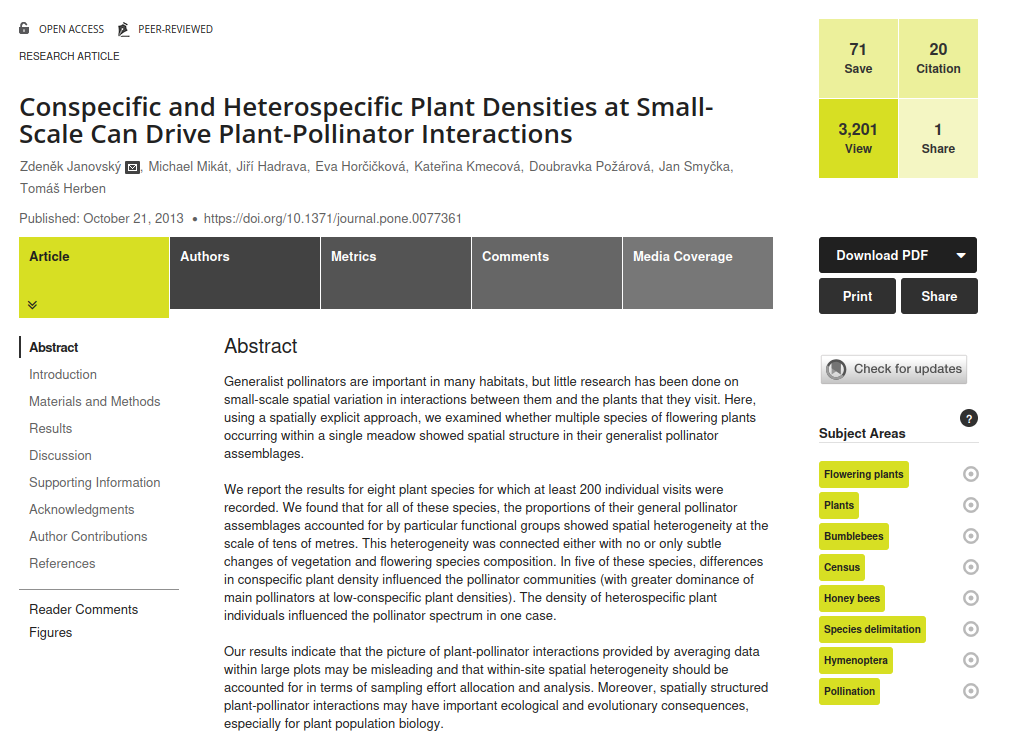 OPEN ACCESS PEER-REVIEWED
RESEARCH ARTICLE
Conspecific and Heterospecific Plant Densities at Small-
Scale Can Drive Plant-Pollinator Interactions
Zdeněk Janovský, Michael Mikát, Jiří Hadrava, Eva Horčičková, Kateřina Kmecová, Doubravka Požárová, Jan Smyčka,
Tomáš Herben
Published: October 21, 2013 • https://doi.org/10.1371/journal.pone.0077361
71 20
Save Citation
3,201 1
View Share
Article Authors Metrics Comments Media Coverage
Download PDF
Print Share
Check for updates
Abstract
Introduction
Materials and Methods
Results
Discussion
Supporting Information
Acknowledgments
Author Contributions
References
Reader Comments
Figures
Abstract
Generalist pollinators are important in many habitats, but little research has been done on
small-scale spatial variation in interactions between them and the plants that they visit. Here,
using a spatially explicit approach, we examined whether multiple species of flowering plants
occurring within a single meadow showed spatial structure in their generalist pollinator
assemblages.
We report the results for eight plant species for which at least 200 individual visits were
recorded. We found that for all of these species, the proportions of their general pollinator
assemblages accounted for by particular functional groups showed spatial heterogeneity at the
scale of tens of metres. This heterogeneity was connected either with no or only subtle
changes of vegetation and flowering species composition. In five of these species, differences
in conspecific plant density influenced the pollinator communities (with greater dominance of
main pollinators at low-conspecific plant densities). The density of heterospecific plant
individuals influenced the pollinator spectrum in one case.
Our results indicate that the picture of plant-pollinator interactions provided by averaging data
within large plots may be misleading and that within-site spatial heterogeneity should be
accounted for in terms of sampling effort allocation and analysis. Moreover, spatially structured
plant-pollinator interactions may have important ecological and evolutionary consequences,
especially for plant population biology.
?
Subject Areas
Flowering plants
Plants
Bumblebees
Census
Honey bees
Species delimitation
Hymenoptera
Pollination